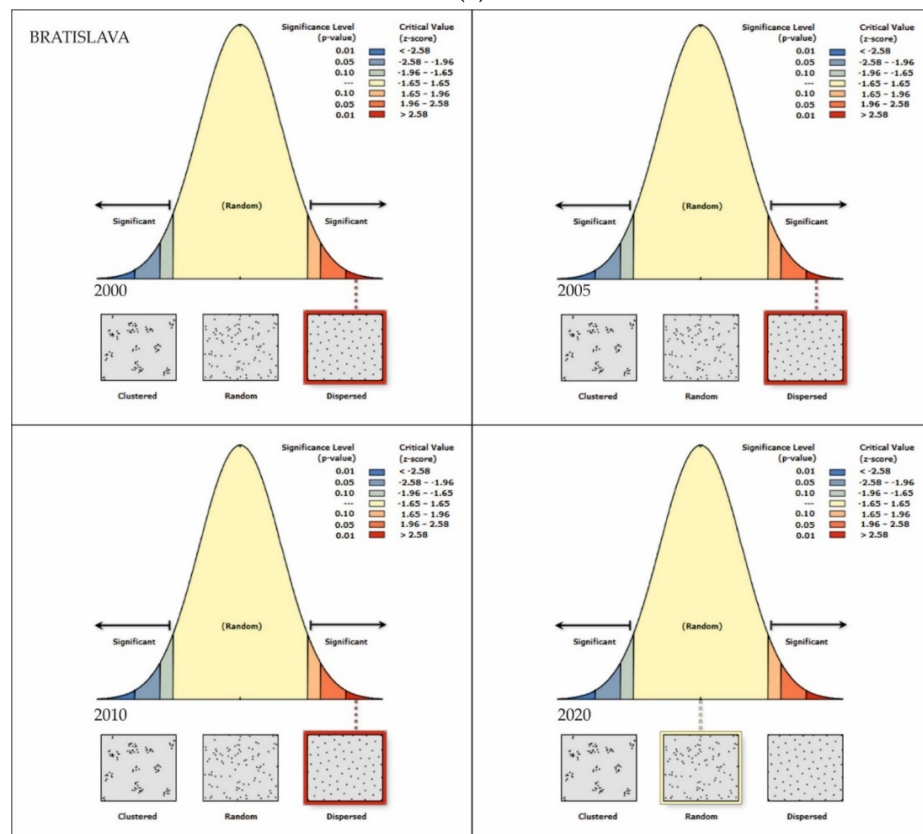 BRATISLAVA
Significance Level
(p-value)
Critical Value
(z-score)
0.01 < -2.58
0.05 -2.58 – -1.96
0.10 -1.96 – -1.65
--- -1.65 – 1.65
0.10 1.65 – 1.96
0.05 1.96 – 2.58
0.01 > 2.58
Significant (Random) Significant
2000
Clustered Random Dispersed
Significance Level
(p-value)
Critical Value
(z-score)
0.01 < -2.58
0.05 -2.58 – -1.96
0.10 -1.96 – -1.65
--- -1.65 – 1.65
0.10 1.65 – 1.96
0.05 1.96 – 2.58
0.01 > 2.58
Significant (Random) Significant
2005
Clustered Random Dispersed
Significance Level
(p-value)
Critical Value
(z-score)
0.01 < -2.58
0.05 -2.58 – -1.96
0.10 -1.96 – -1.65
--- -1.65 – 1.65
0.10 1.65 – 1.96
0.05 1.96 – 2.58
0.01 > 2.58
Significant (Random) Significant
2010
Clustered Random Dispersed
Significance Level
(p-value)
Critical Value
(z-score)
0.01 < -2.58
0.05 -2.58 – -1.96
0.10 -1.96 – -1.65
--- -1.65 – 1.65
0.10 1.65 – 1.96
0.05 1.96 – 2.58
0.01 > 2.58
Significant (Random) Significant
2020
Clustered Random Dispersed